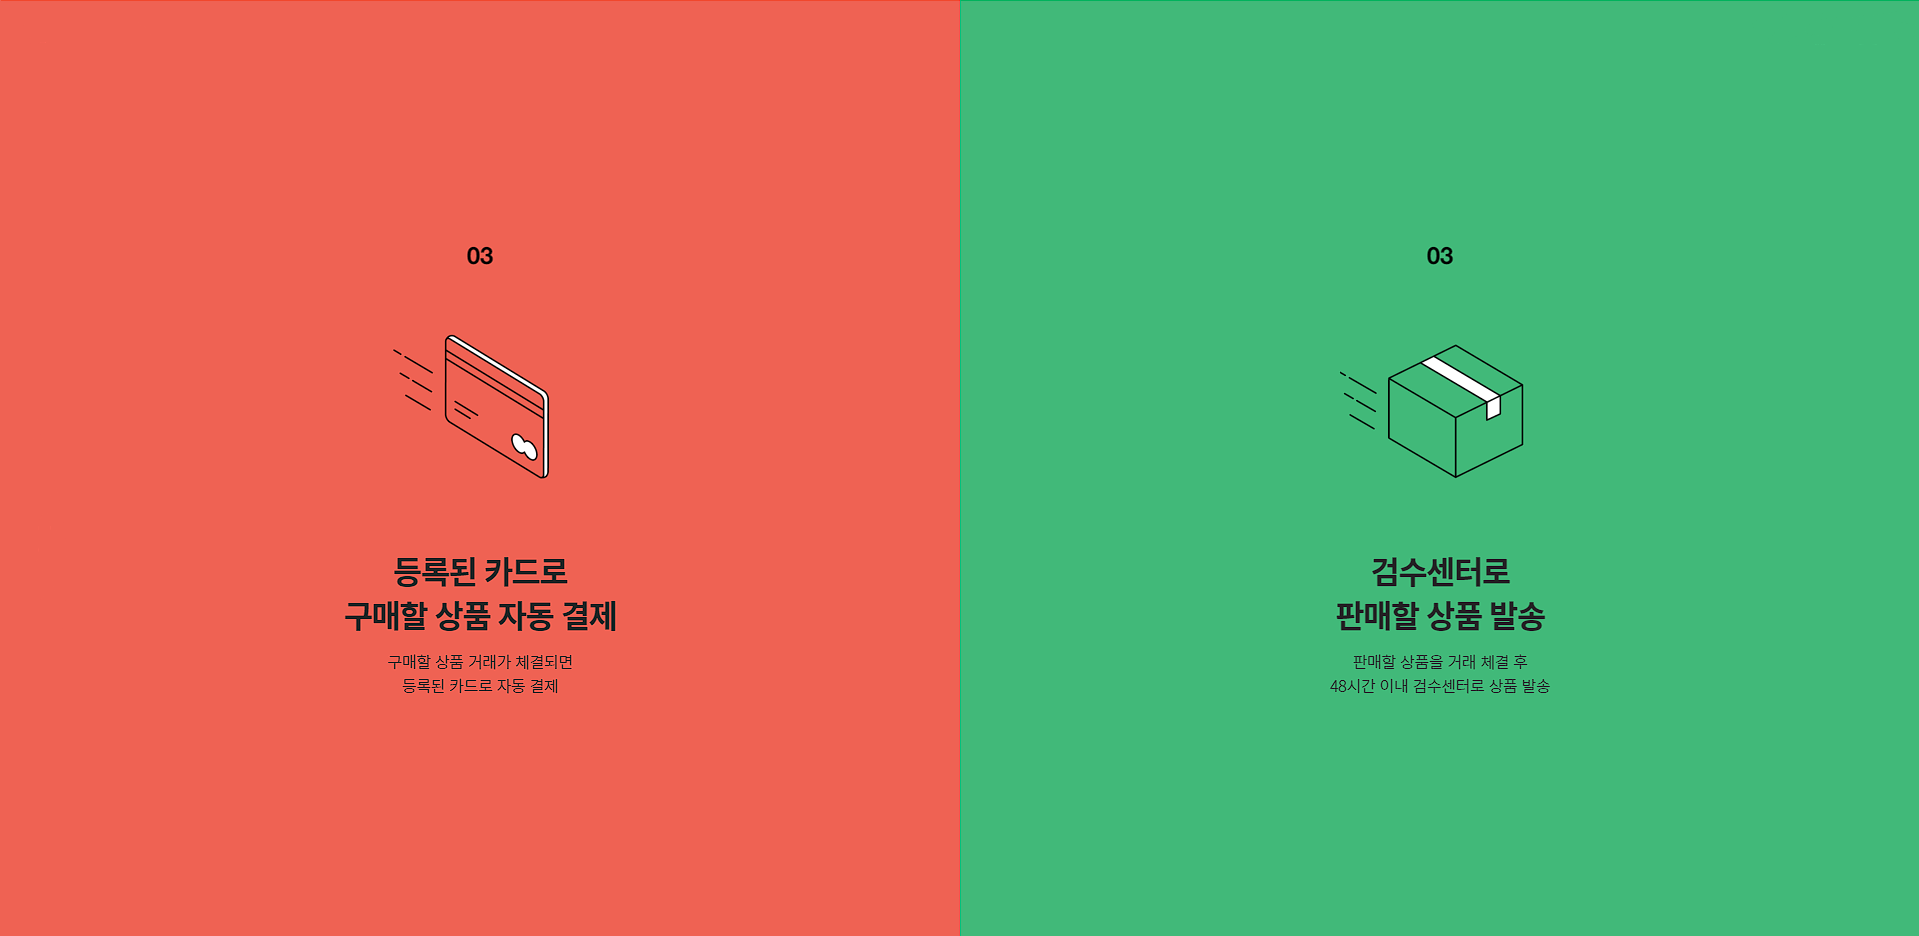 03
등록된 카드로
구매할 상품 자동 결제
구매할 상품 거래가 체결되면
등록된 카드로 자동 결제
03
검수센터로
판매할 상품 발송
판매할 상품을 거래 체결 후
48시간 이내 검수센터로 상품 발송